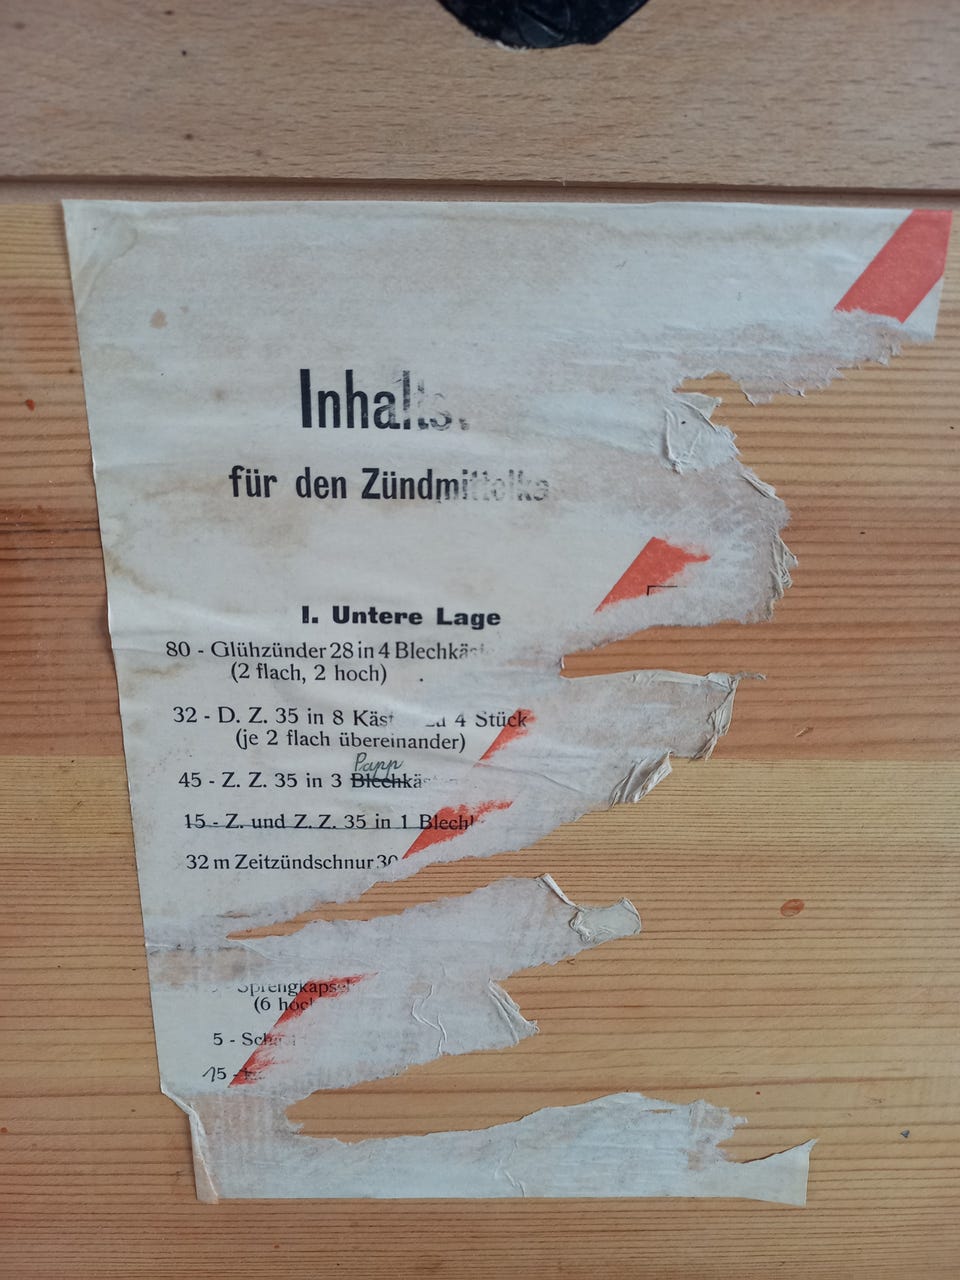 Inhalts
für den Zündmittelka
I. Untere Lage
80 - Glühzünder 28 in 4 Blechkäst
(2 flach, 2 hoch)
32 - D. Z. 35 in 8 Käst zu 4 Stück
(je 2 flach übereinander)
Papp
45 - Z. Z. 35 in 3 Blechkäst
15 - Z. und Z. Z. 35 in 1 Blechk
32 m Zeitzündschnur 30
Sprengkapsel
(6 hoch
5 - Sch
15 -